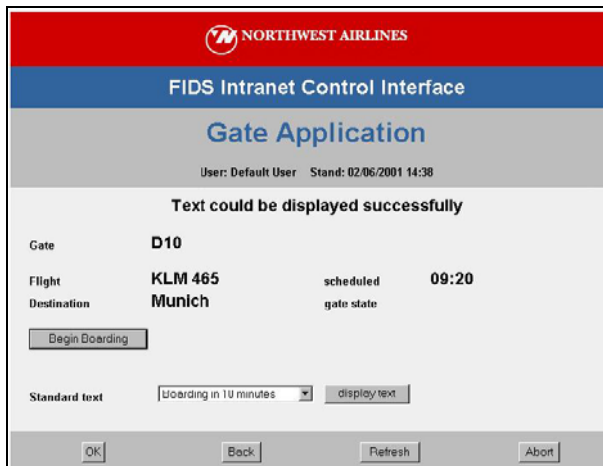 NORTHWEST AIRLINES
FIDS Intranet Control Interface
Gate Application
User: Default User Stand: 02/06/2001 14:38
Text could be displayed successfully
Gate D10
Flight KLM 465 scheduled 09:20
Destination Munich gate state
Begin Boarding
Standard text Boarding in 10 minutes display text
OK Back Refresh Abort